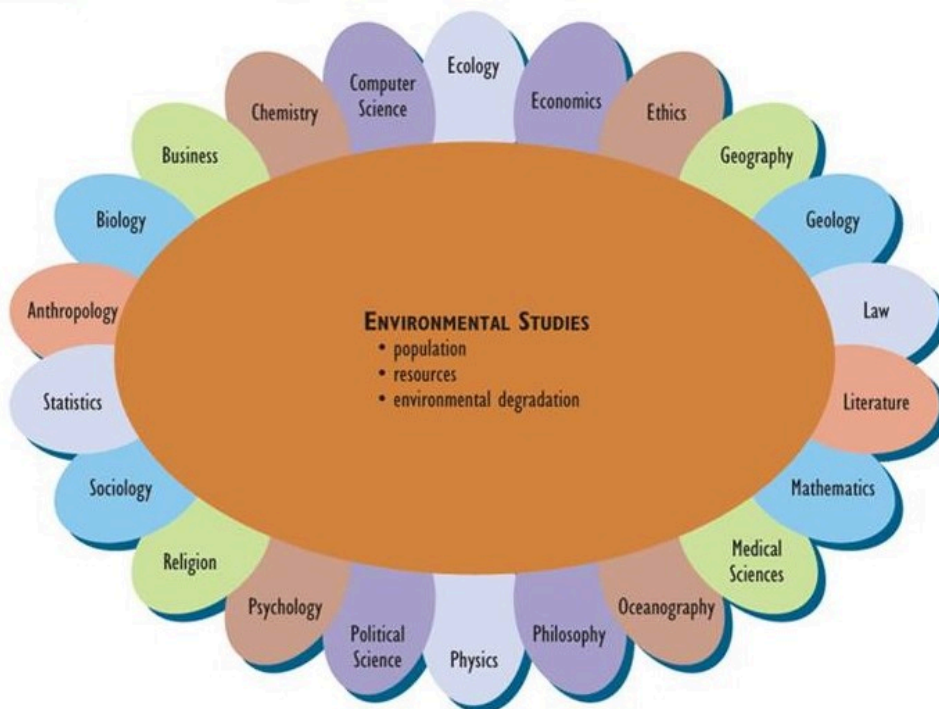 Ecology
Economics
Ethics
Geography
Geology
Law
Literature
Mathematics
Medical
Sciences
Oceanography
Philosophy
Physics
Political
Science
Psychology
Religion
Sociology
Statistics
Anthropology
Biology
Business
Chemistry
Computer
Science
ENVIRONMENTAL STUDIES
• population
• resources
• environmental degradation